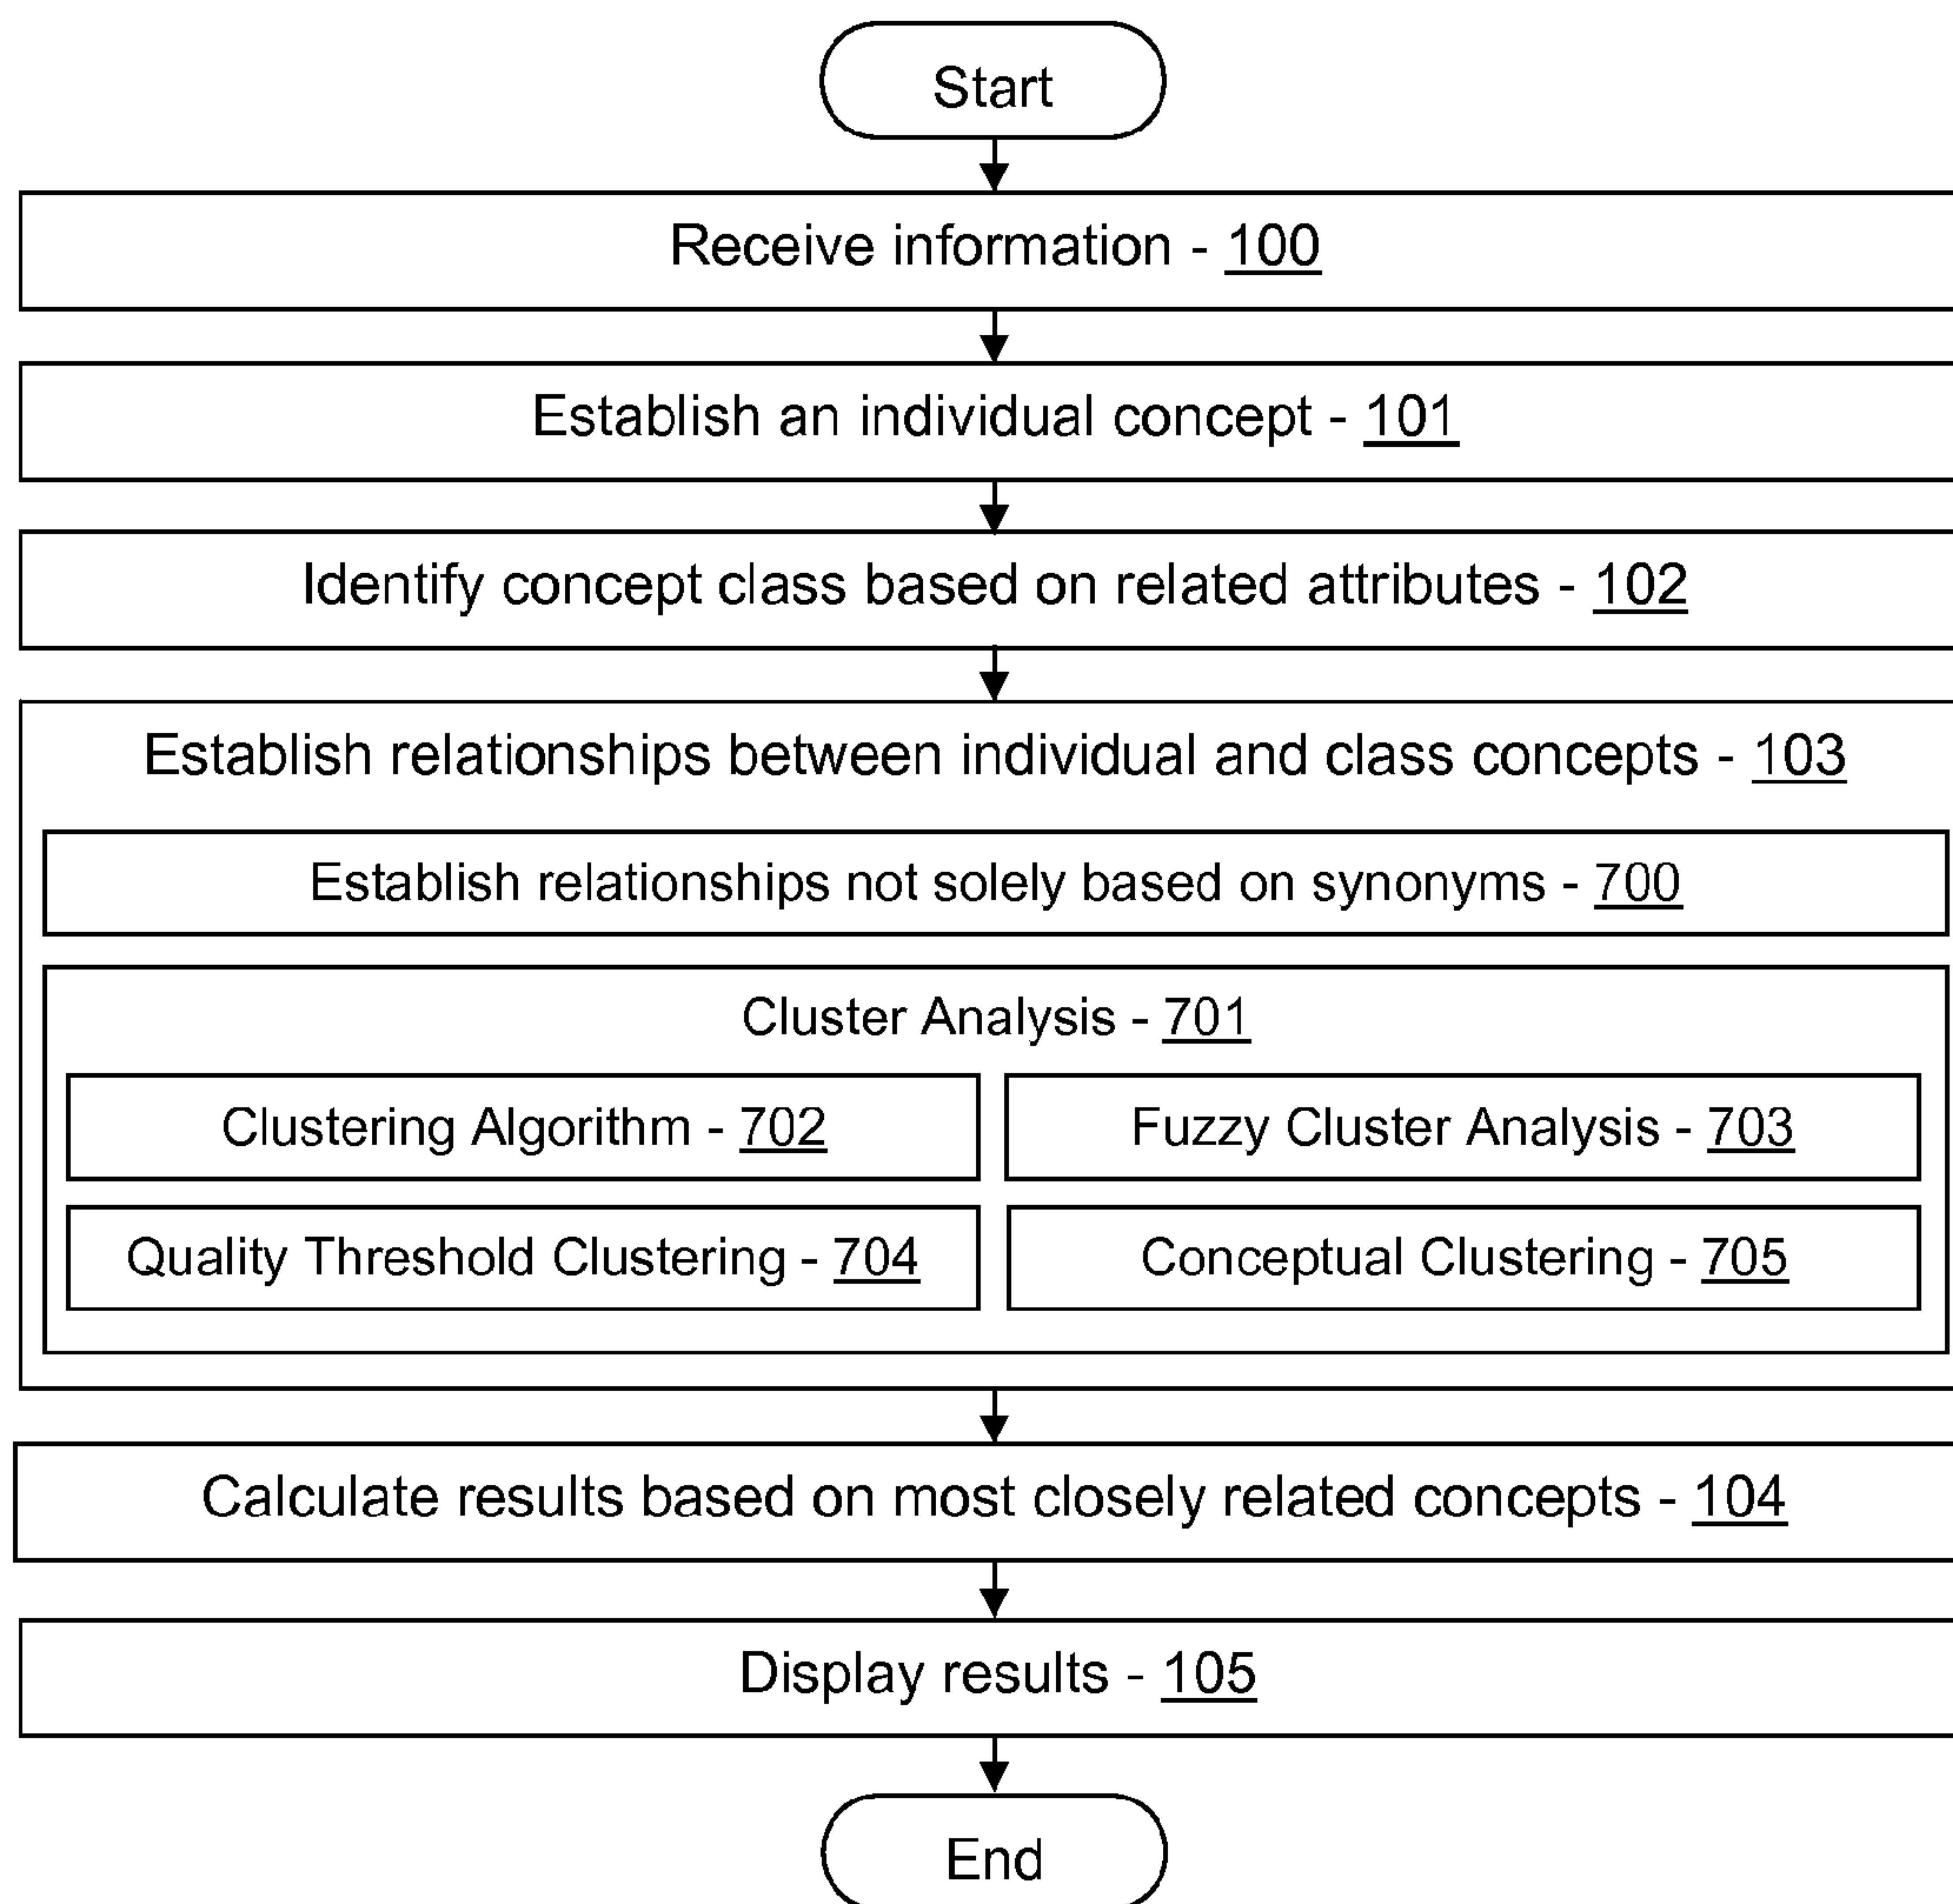 Start
Receive information - 100
Establish an individual concept - 101
Identify concept class based on related attributes - 102
Establish relationships between individual and class concepts - 103
Establish relationships not solely based on synonyms - 700
Cluster Analysis - 701
Clustering Algorithm - 702
Fuzzy Cluster Analysis - 703
Quality Threshold Clustering - 704
Conceptual Clustering - 705
Calculate results based on most closely related concepts - 104
Display results - 105
End